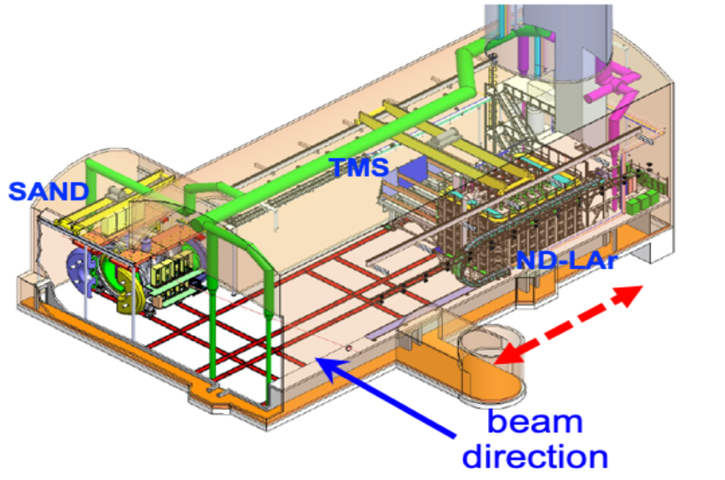 TMS
SAND
ND-LAr
beam
direction